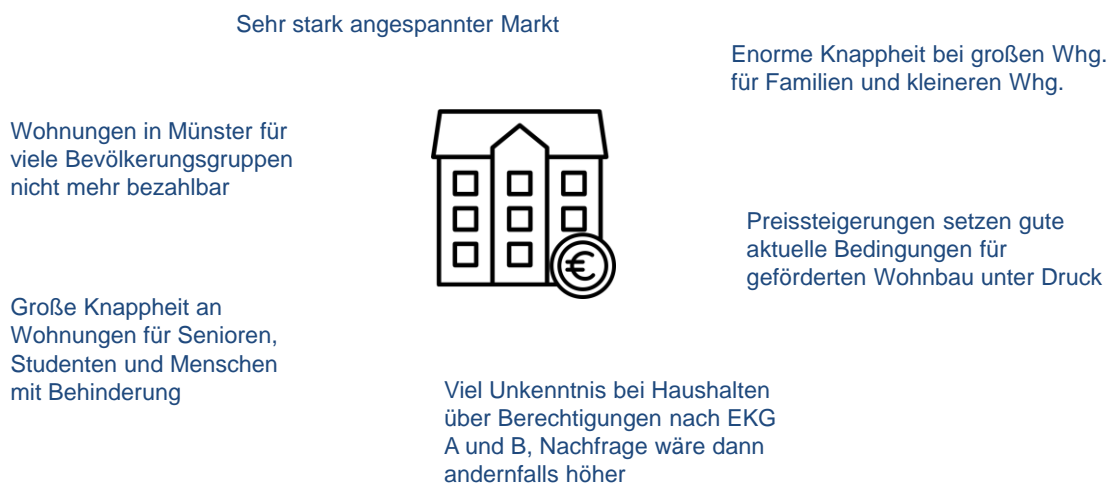 Sehr stark angespannter Markt
Enorme Knappheit bei großen Whg.
für Familien und kleineren Whg.
Wohnungen in Münster für
viele Bevölkerungsgruppen
nicht mehr bezahlbar
Preissteigerungen setzen gute
aktuelle Bedingungen für
geförderten Wohnbau unter Druck
Große Knappheit an
Wohnungen für Senioren,
Studenten und Menschen
mit Behinderung
Viel Unkenntnis bei Haushalten
über Berechtigungen nach EKG
A und B, Nachfrage wäre dann
andernfalls höher
€